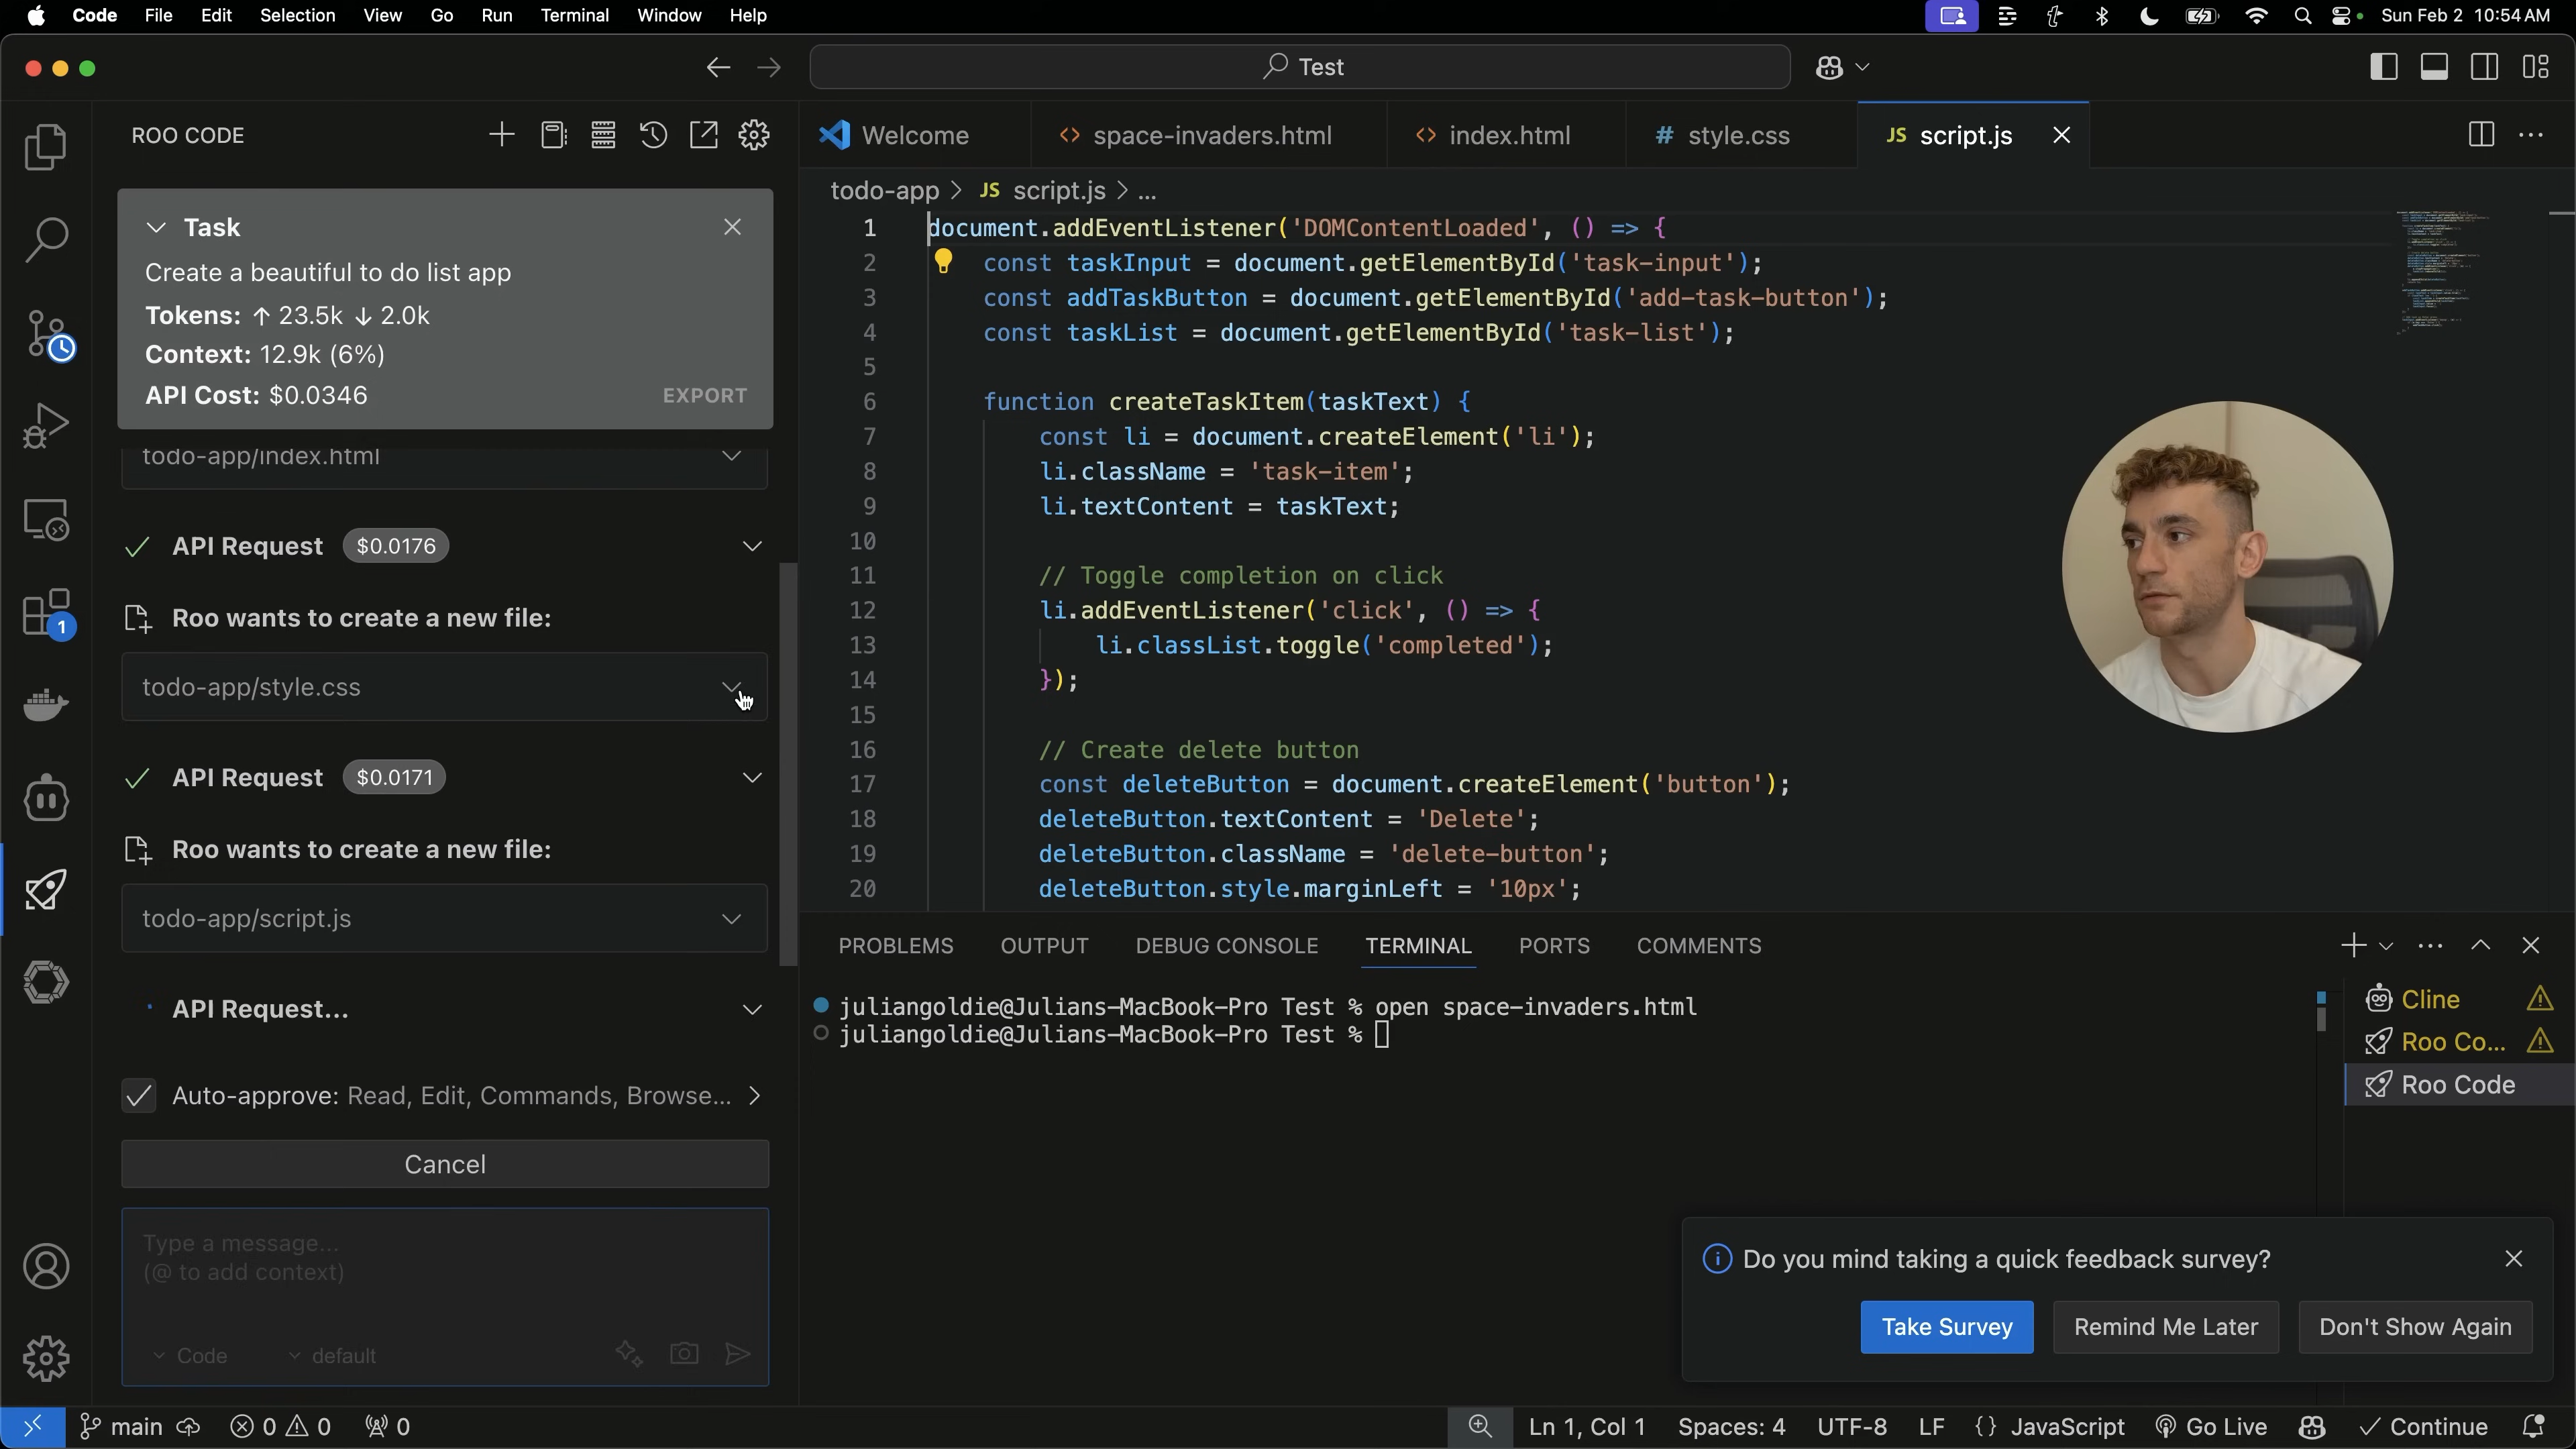 Code File Edit Selection View Go Run Terminal Window Help Sun Feb 2 10:54 AM
Test
ROO CODE
Task
Create a beautiful to do list app
Tokens: ↑ 23.5k ↓ 2.0k
Context: 12.9k (6%)
API Cost: $0.0346 EXPORT
todo-app/index.html
API Request $0.0176
Roo wants to create a new file:
todo-app/style.css
API Request $0.0171
Roo wants to create a new file:
todo-app/script.js
API Request...
Auto-approve: Read, Edit, Commands, Browse...
Cancel
Type a message...
(@ to add context)
Code default
1
Welcome <> space-invaders.html <> index.html # style.css JS script.js
todo-app > JS script.js > ...
1 document.addEventListener('DOMContentLoaded', () => {
2 const taskInput = document.getElementById('task-input');
3 const addTaskButton = document.getElementById('add-task-button');
4 const taskList = document.getElementById('task-list');
5
6 function createTaskItem(taskText) {
7 const li = document.createElement('li');
8 li.className = 'task-item';
9 li.textContent = taskText;
10
11 // Toggle completion on click
12 li.addEventListener('click', () => {
13 li.classList.toggle('completed');
14 });
15
16 // Create delete button
17 const deleteButton = document.createElement('button');
18 deleteButton.textContent = 'Delete';
19 deleteButton.className = 'delete-button';
20 deleteButton.style.marginLeft = '10px';
PROBLEMS OUTPUT DEBUG CONSOLE TERMINAL PORTS COMMENTS
juliangoldie@Julians-MacBook-Pro Test % open space-invaders.html
juliangoldie@Julians-MacBook-Pro Test %
Cline
Roo Co...
Roo Code
Do you mind taking a quick feedback survey?
Take Survey Remind Me Later Don't Show Again
main 0 0 0 Ln 1, Col 1 Spaces: 4 UTF-8 LF {} JavaScript Go Live Continue